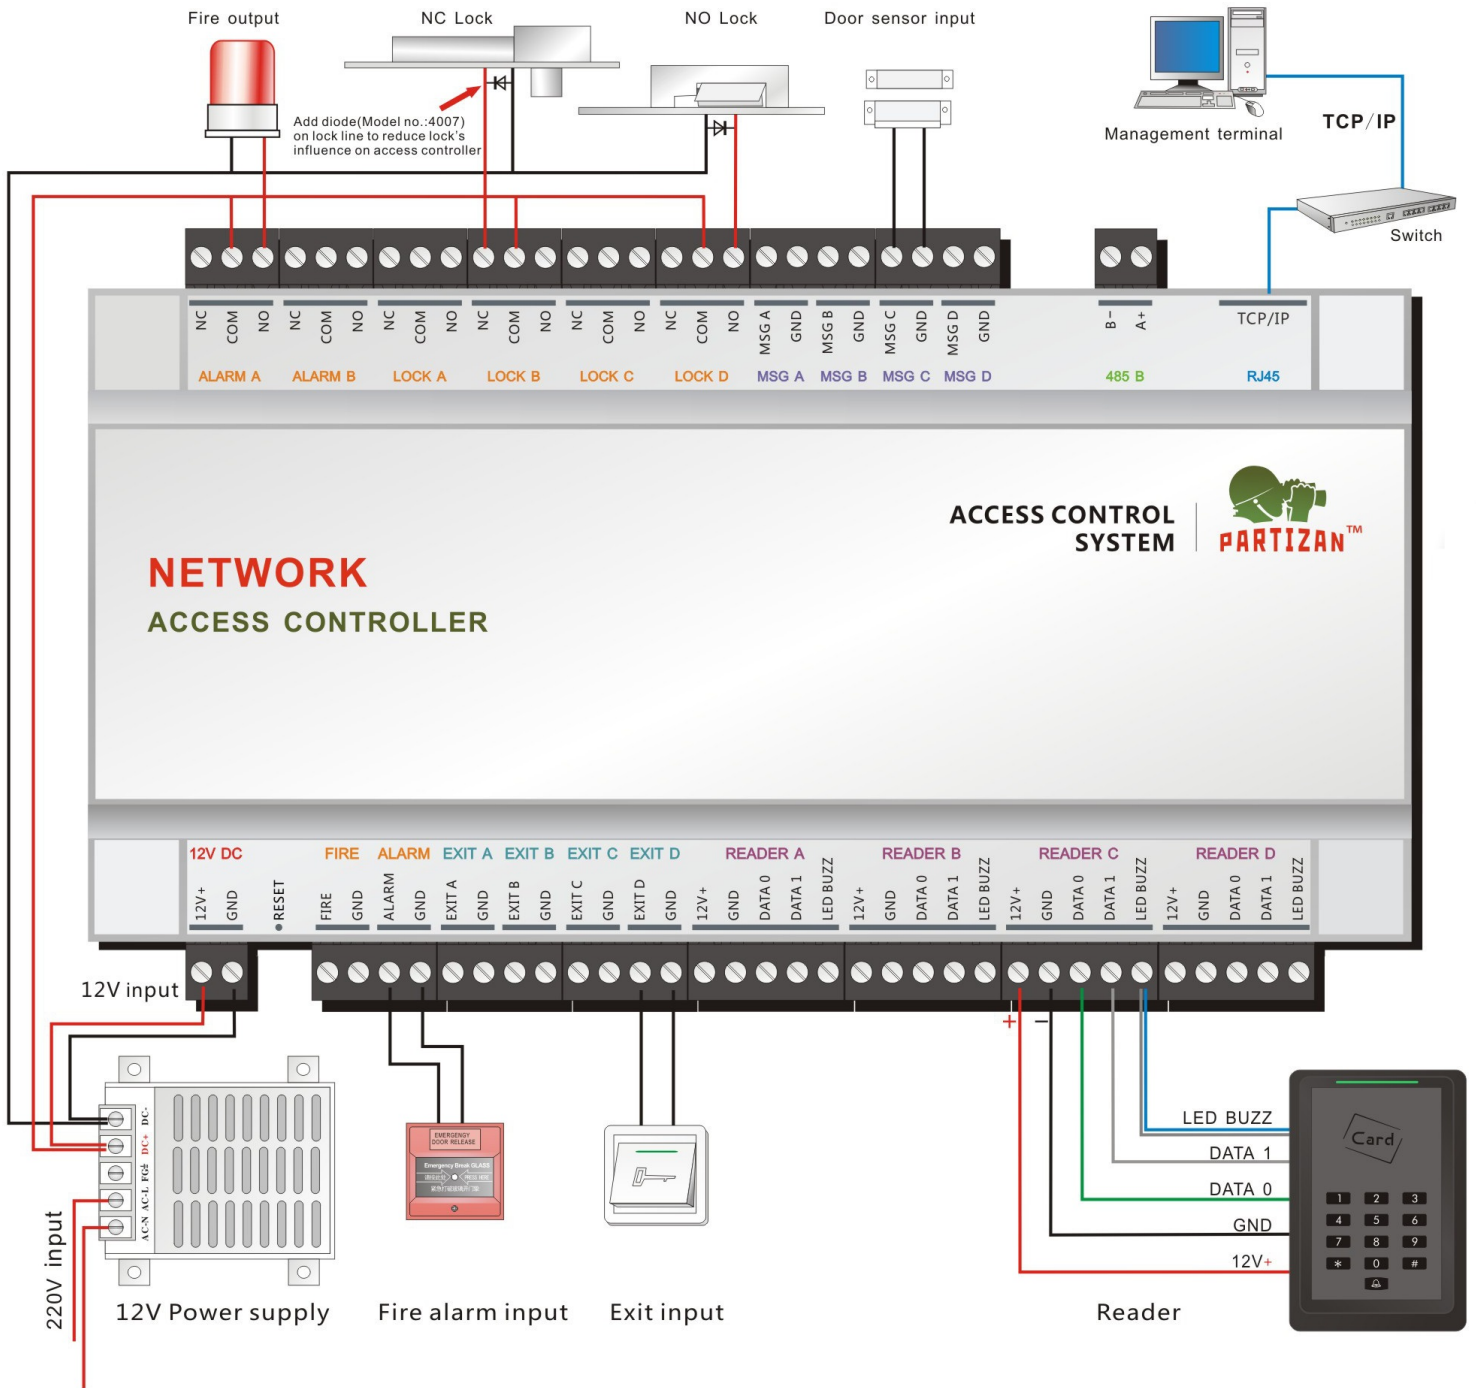 Fire output
NC Lock
NO Lock
Door sensor input
Add diode(Model no.:4007)
on lock line to reduce lock's
influence on access controller
Management terminal
TCP/IP
Switch
NC COM NO NC COM NO NC COM NO NC COM NO NC COM NO NC COM NO MSG A GND MSG B GND MSG C GND MSG D GND B- A+ TCP/IP
ALARM A ALARM B LOCK A LOCK B LOCK C LOCK D MSG A MSG B MSG C MSG D 485 B RJ45
ACCESS CONTROL
SYSTEM
PARTIZAN™
NETWORK
ACCESS CONTROLLER
12V DC FIRE ALARM EXIT A EXIT B EXIT C EXIT D READER A READER B READER C READER D
12V+ GND RESET FIRE GND ALARM GND EXIT A GND EXIT B GND EXIT C GND EXIT D GND 12V+ GND DATA 0 DATA 1 LED BUZZ 12V+ GND DATA 0 DATA 1 LED BUZZ 12V+ GND DATA 0 DATA 1 LED BUZZ 12V+ GND DATA 0 DATA 1 LED BUZZ
12V input
+ −
DC-
DC+
FG
AC-L
AC-N
220V input
12V Power supply
EMERGENCY
DOOR RELEASE
Emergency Break GLASS
PRESS HERE
Fire alarm input
Exit input
LED BUZZ
DATA 1
DATA 0
GND
12V+
Reader
Card
1 2 3
4 5 6
7 8 9
* 0 #